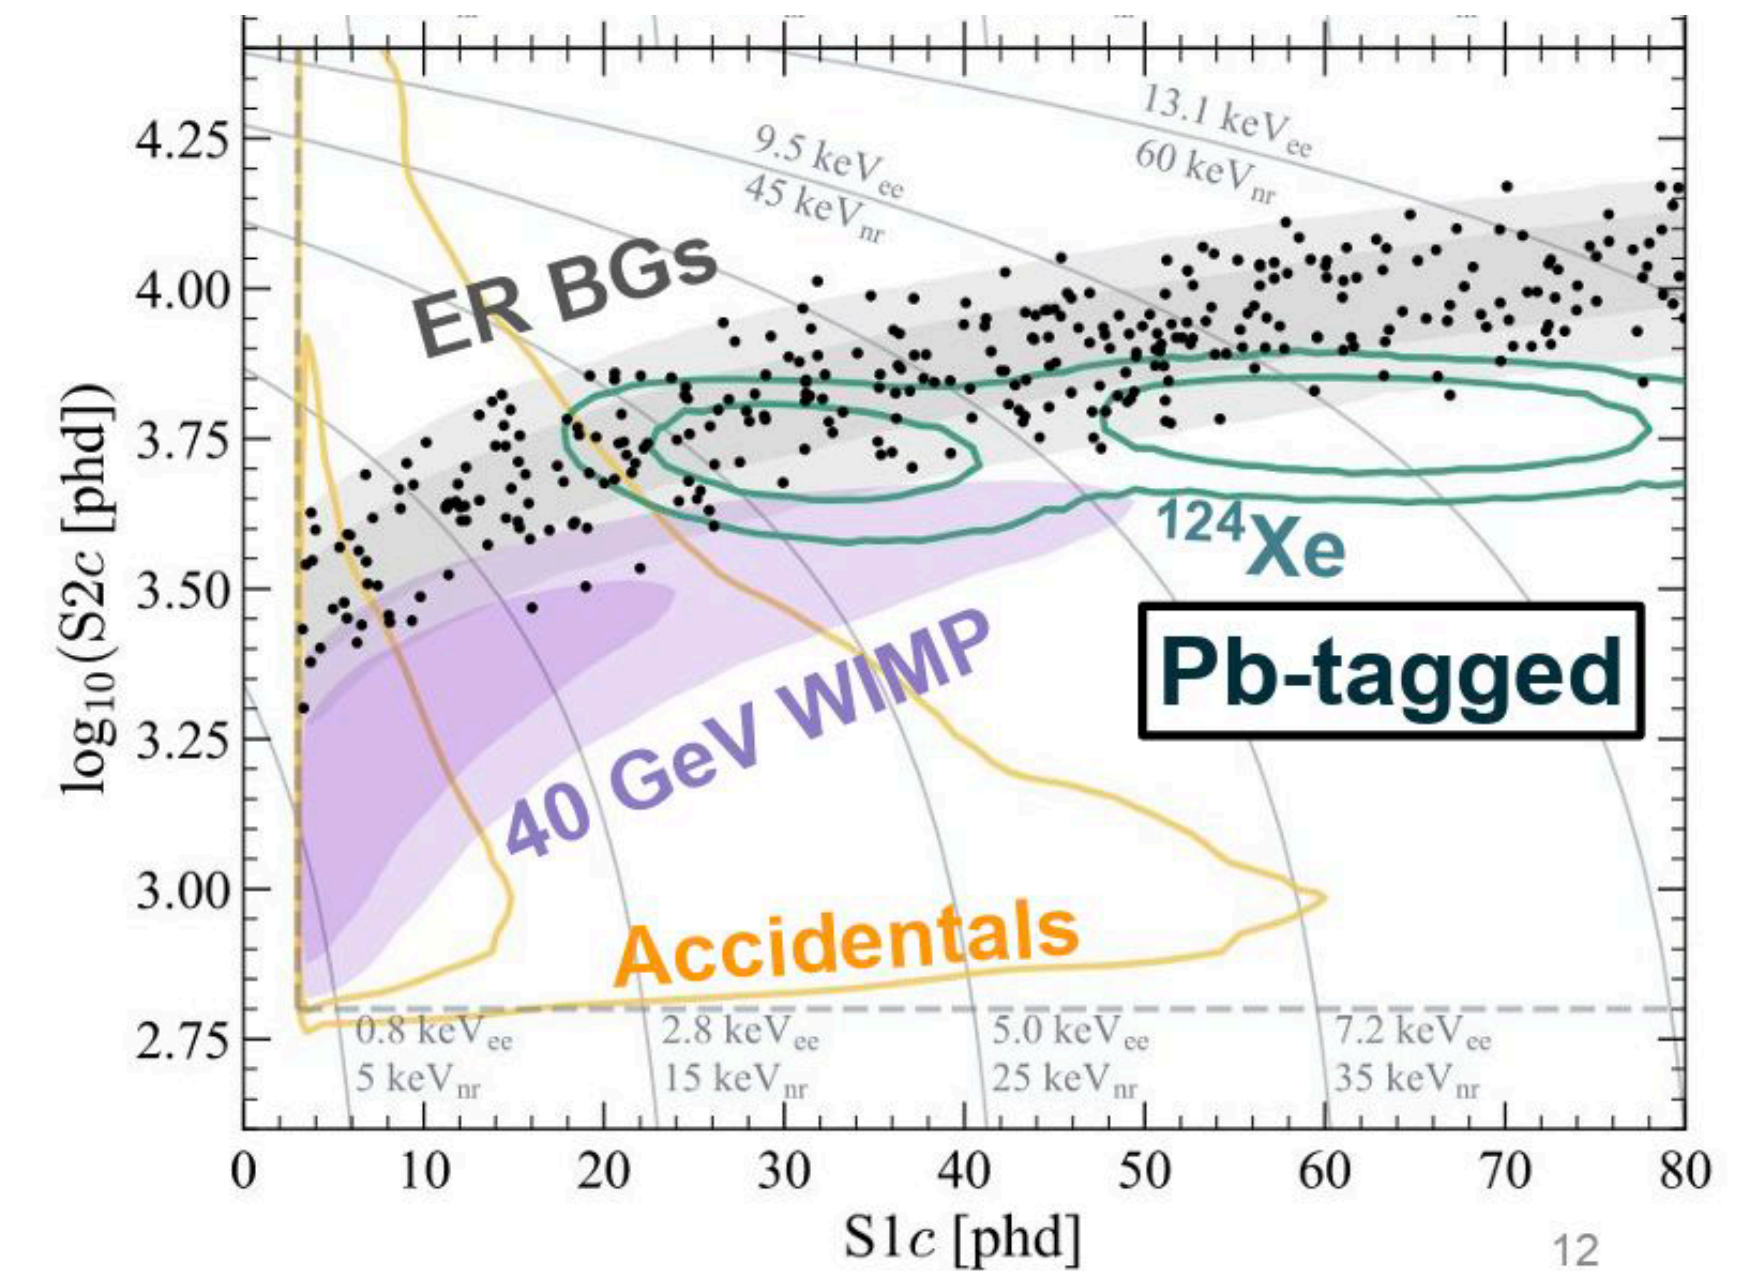 13.1 keVee
60 keVnr
9.5 keVee
45 keVnr
ER BGs
124Xe
Pb-tagged
40 GeV WIMP
Accidentals
0.8 keVee
5 keVnr
2.8 keVee
15 keVnr
5.0 keVee
25 keVnr
7.2 keVee
35 keVnr
4.25
4.00
3.75
3.50
3.25
3.00
2.75
log10(S2c [phd])
0 10 20 30 40 50 60 70 80
S1c [phd]
12